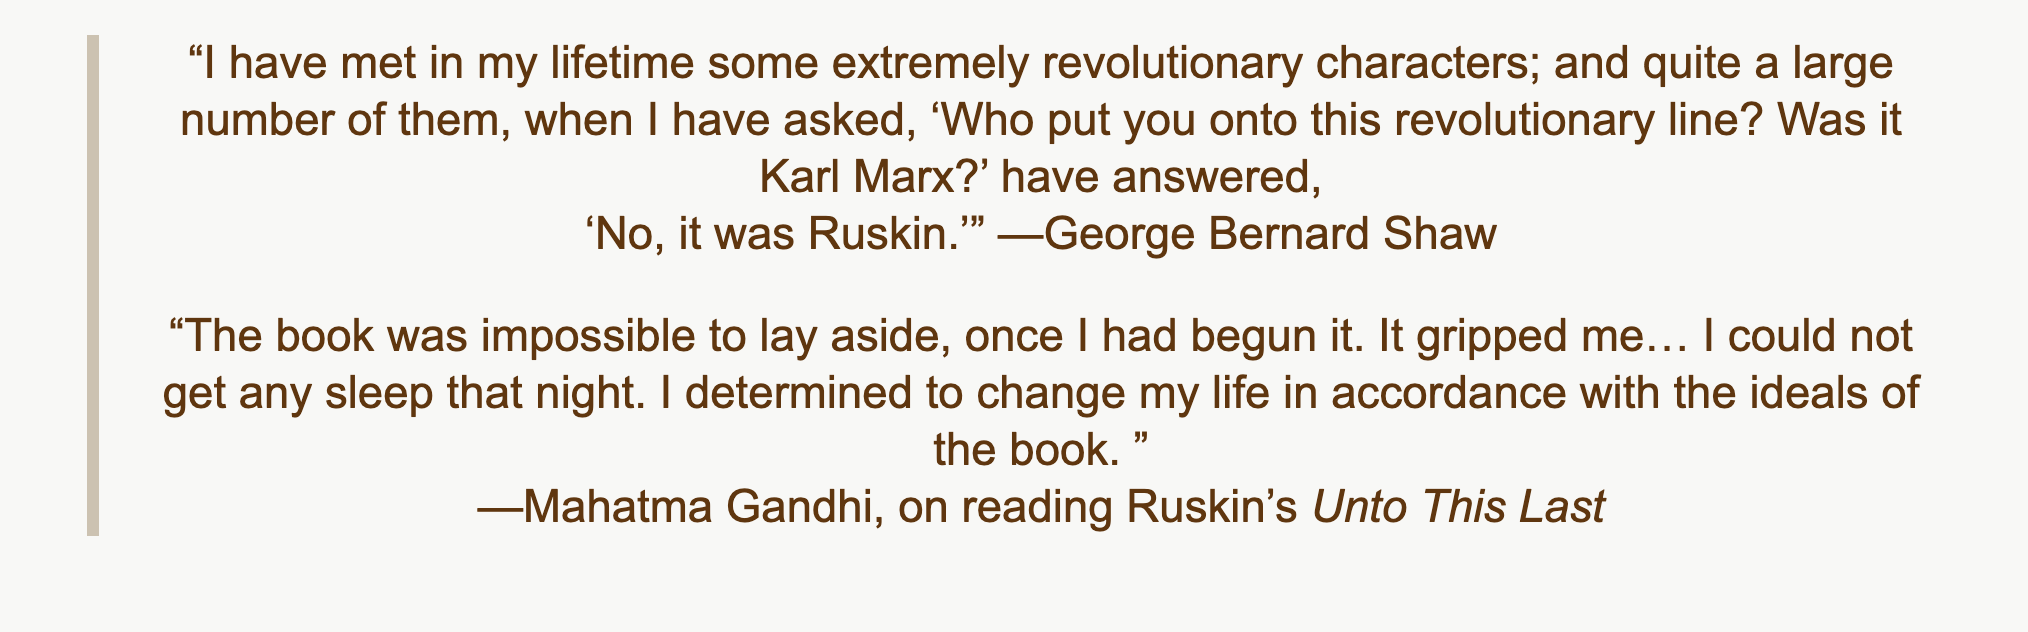 “I have met in my lifetime some extremely revolutionary characters; and quite a large
number of them, when I have asked, ‘Who put you onto this revolutionary line? Was it
Karl Marx?’ have answered,
‘No, it was Ruskin.’” —George Bernard Shaw
“The book was impossible to lay aside, once I had begun it. It gripped me… I could not
get any sleep that night. I determined to change my life in accordance with the ideals of
the book. ”
—Mahatma Gandhi, on reading Ruskin’s Unto This Last